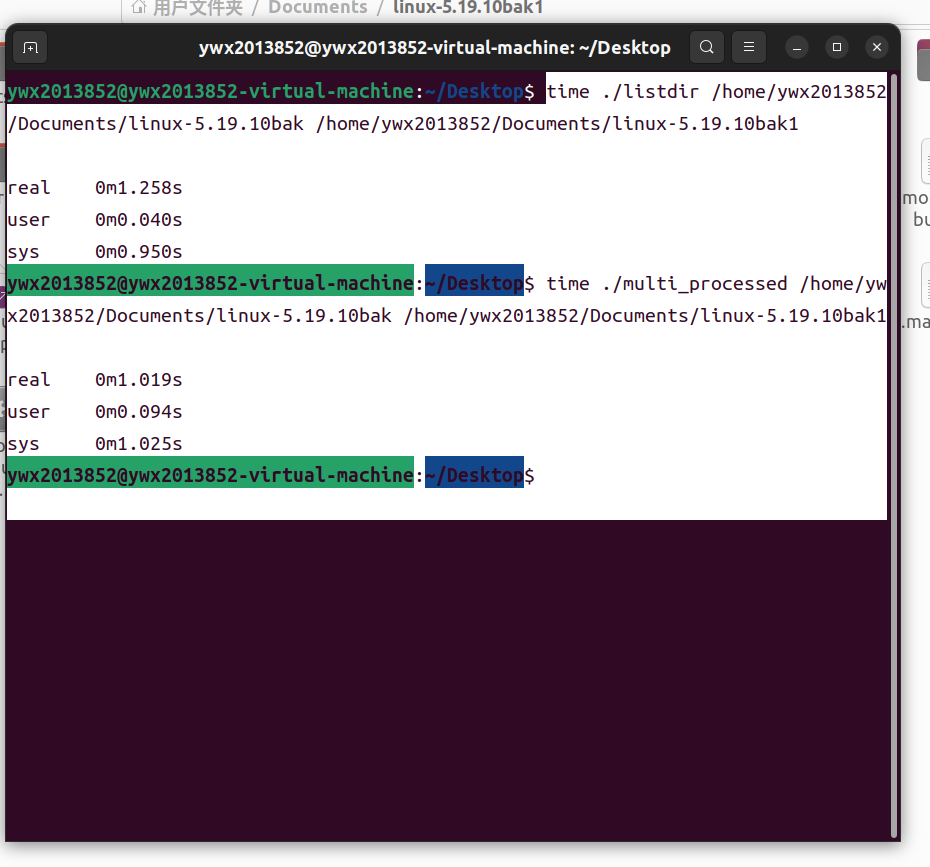 用户文件夹 / Documents / linux-5.19.10bak1
ywx2013852@ywx2013852-virtual-machine: ~/Desktop
ywx2013852@ywx2013852-virtual-machine:~/Desktop$ time ./listdir /home/ywx2013852
/Documents/linux-5.19.10bak /home/ywx2013852/Documents/linux-5.19.10bak1
real 0m1.258s
user 0m0.040s
sys 0m0.950s
ywx2013852@ywx2013852-virtual-machine:~/Desktop$ time ./multi_processed /home/yw
x2013852/Documents/linux-5.19.10bak /home/ywx2013852/Documents/linux-5.19.10bak1
real 0m1.019s
user 0m0.094s
sys 0m1.025s
ywx2013852@ywx2013852-virtual-machine:~/Desktop$